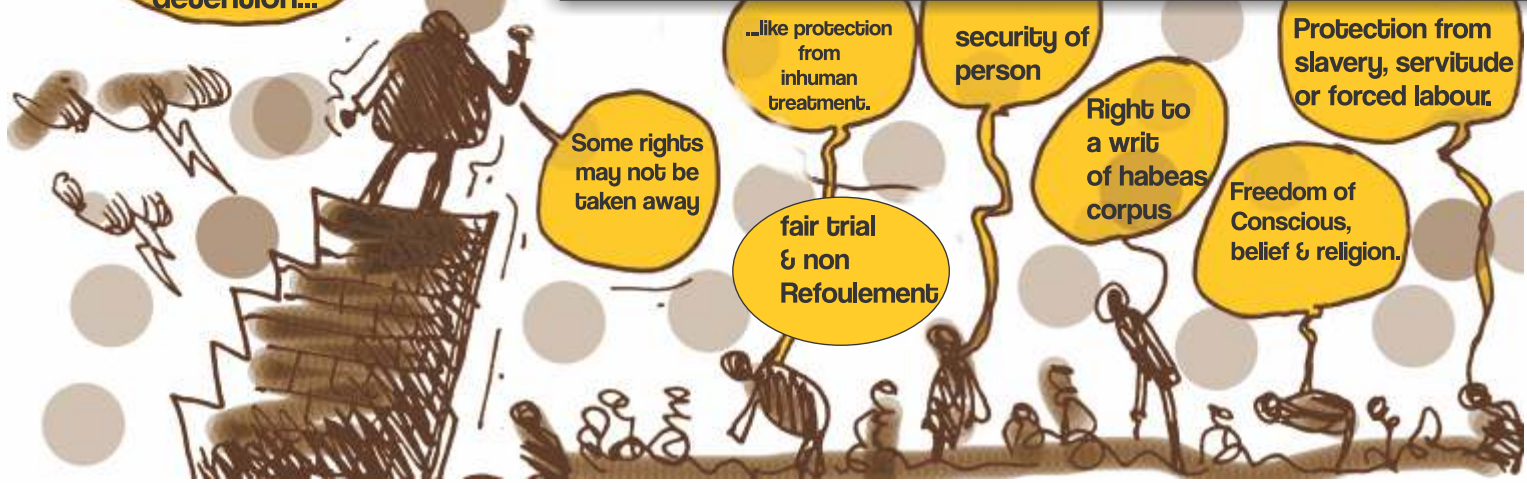 detention...
Some rights
may not be
taken away
...like protection
from
inhuman
treatment.
fair trial
& non
Refoulement
security of
person
Right to
a writ
of habeas
corpus
Freedom of
Conscious,
belief & religion.
Protection from
slavery, servitude
or forced labour.